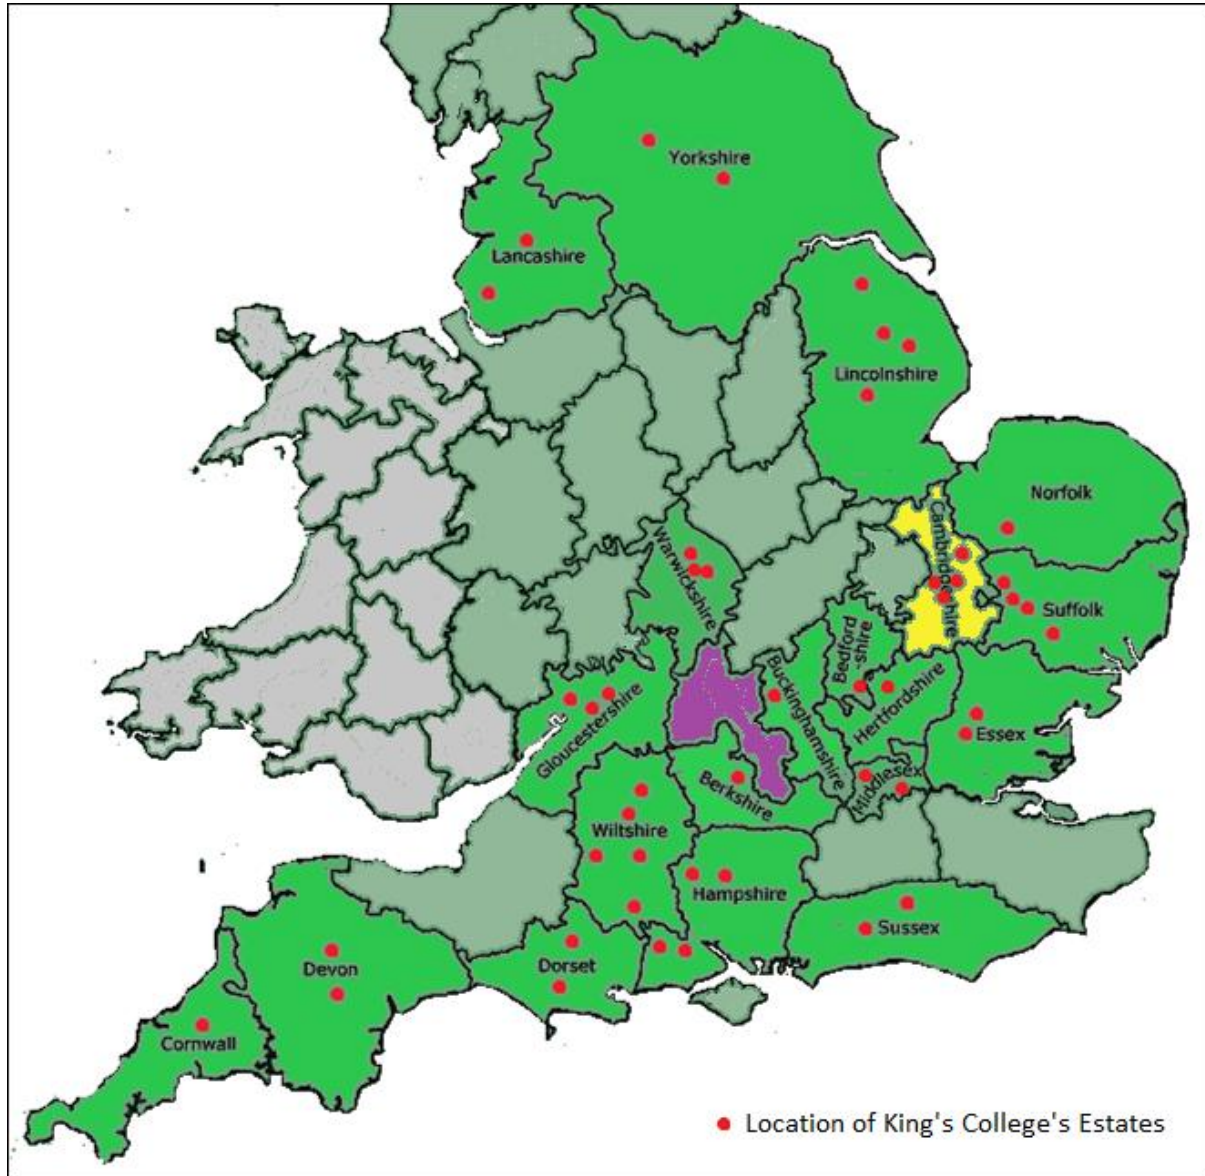 Yorkshire
Lancashire
Lincolnshire
Norfolk
Cambridgeshire
Warwickshire
Suffolk
Bedford
-shire
Buckinghamshire
Hertfordshire
Gloucestershire
Essex
Middlesex
Berkshire
Wiltshire
Hampshire
Sussex
Dorset
Devon
Cornwall
Location of King's College's Estates